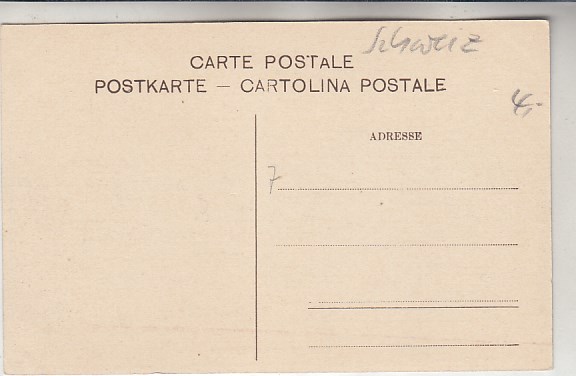 Schweiz
CARTE POSTALE
POSTKARTE — CARTOLINA POSTALE
4,-
ADRESSE
7